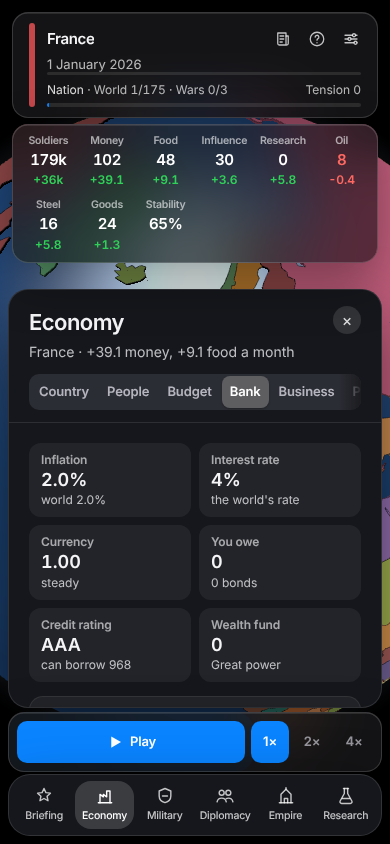 France
1 January 2026
Nation · World 1/175 · Wars 0/3 Tension 0
Soldiers Money Food Influence Research Oil
179k 102 48 30 0 8
+36k +39.1 +9.1 +3.6 +5.8 -0.4
Steel Goods Stability
16 24 65%
+5.8 +1.3
Economy
×
France · +39.1 money, +9.1 food a month
Country People Budget Bank Business P
Inflation Interest rate
2.0% 4%
world 2.0% the world's rate
Currency You owe
1.00 0
steady 0 bonds
Credit rating Wealth fund
AAA 0
can borrow 968 Great power
Play 1× 2× 4×
Briefing Economy Military Diplomacy Empire Research